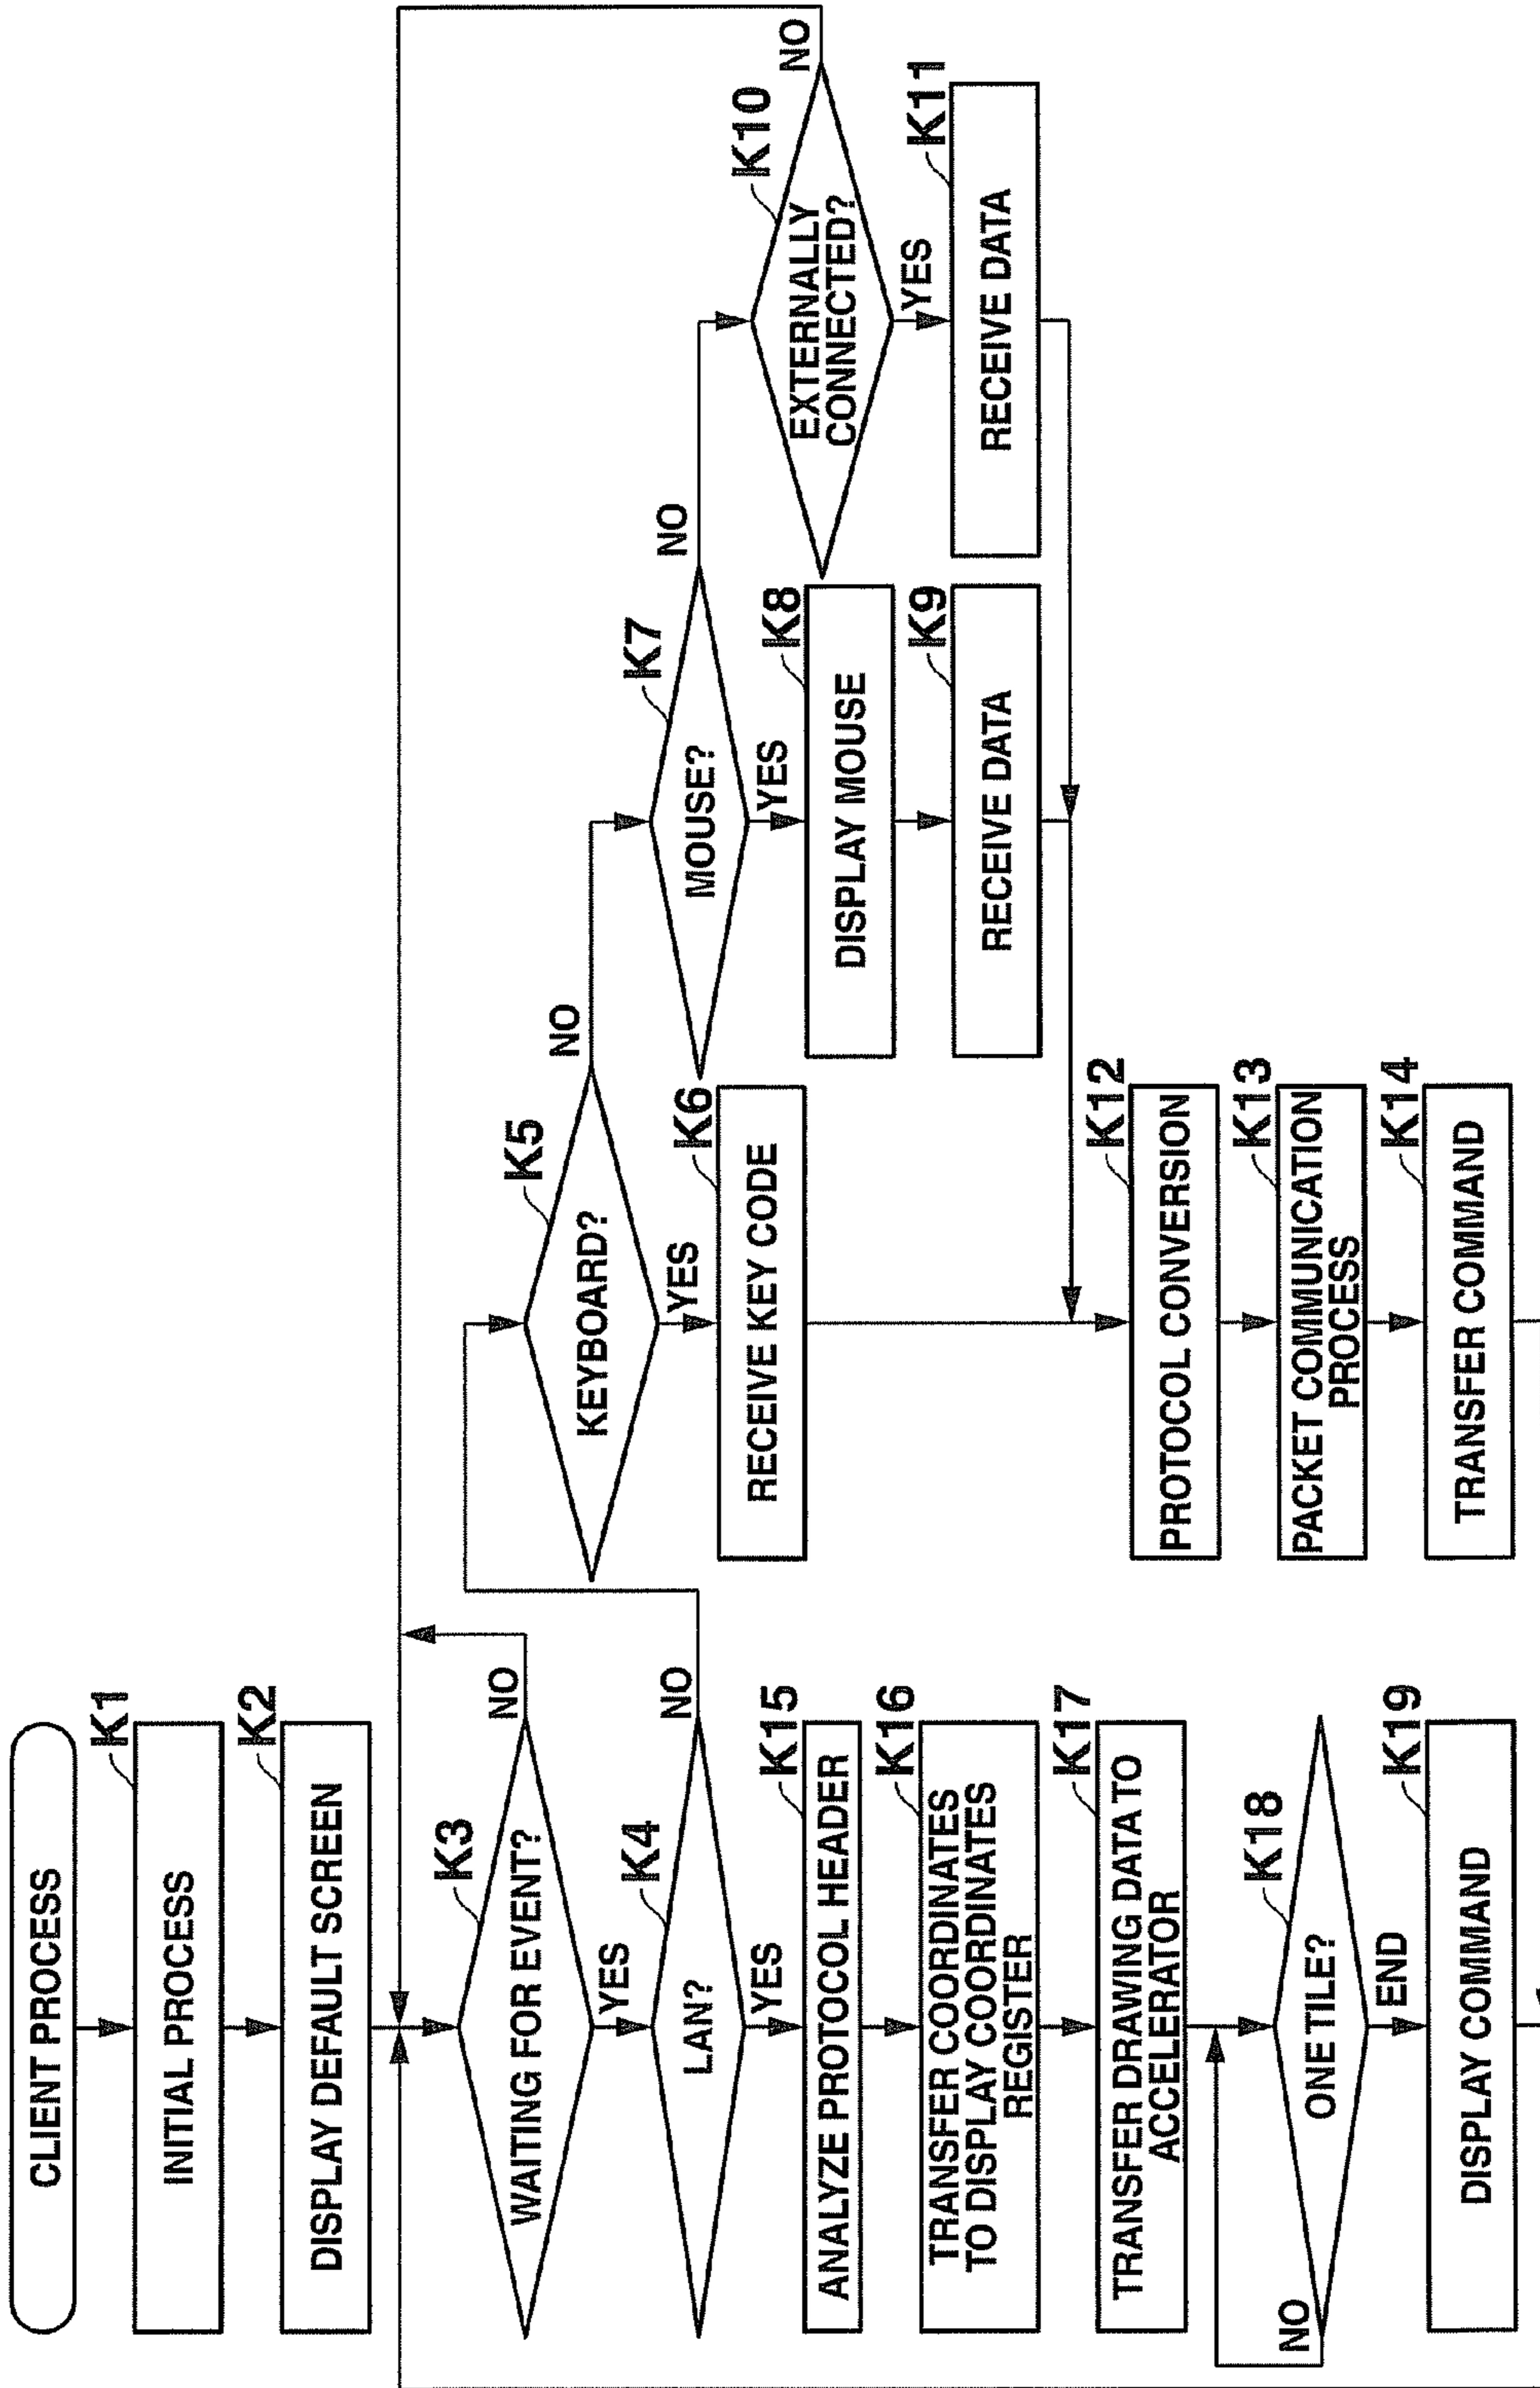 CLIENT PROCESS
K1
INITIAL PROCESS
K2
DISPLAY DEFAULT SCREEN
K3
WAITING FOR EVENT?
NO
YES
K4
LAN?
NO
YES
K15
ANALYZE PROTOCOL HEADER
K16
TRANSFER COORDINATES
TO DISPLAY COORDINATES
REGISTER
K17
TRANSFER DRAWING DATA TO
ACCELERATOR
K18
ONE TILE?
NO
END
K19
DISPLAY COMMAND
K5
KEYBOARD?
NO
YES
K6
RECEIVE KEY CODE
K12
PROTOCOL CONVERSION
K13
PACKET COMMUNICATION
PROCESS
K14
TRANSFER COMMAND
K7
MOUSE?
NO
YES
K8
DISPLAY MOUSE
K9
RECEIVE DATA
K10
EXTERNALLY
CONNECTED?
NO
YES
K11
RECEIVE DATA